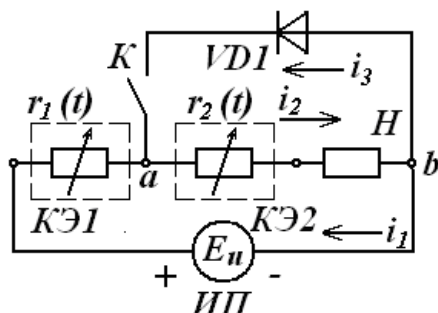 К VD1 i₃
r₁(t) r₂(t) i₂ Н
a b
КЭ1 КЭ2 i₁
+ Eи -
ИП